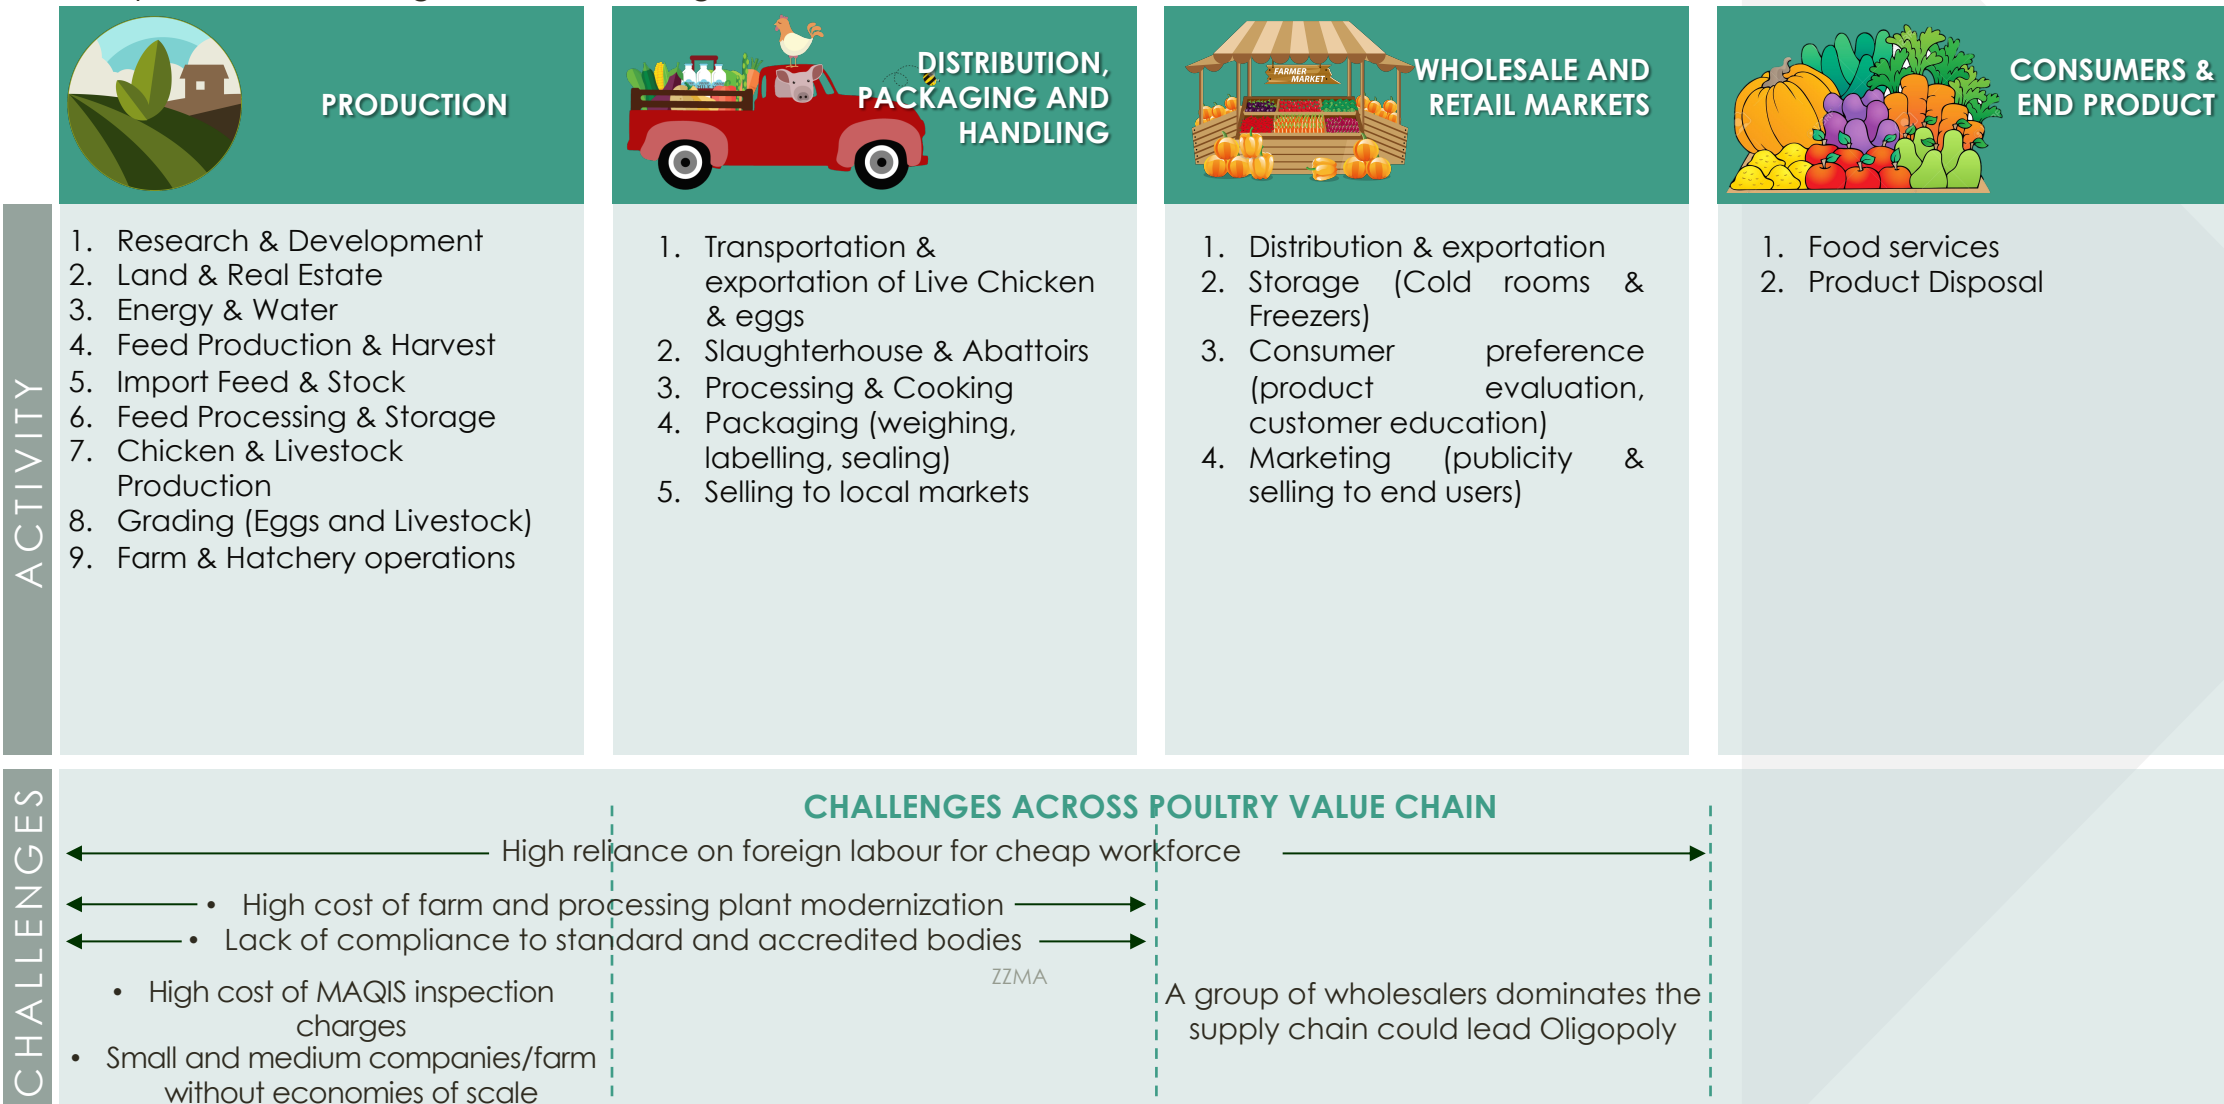 PRODUCTION
DISTRIBUTION,
PACKAGING AND
HANDLING
FARMER
MARKET
WHOLESALE AND
RETAIL MARKETS
CONSUMERS &
END PRODUCT
ACTIVITY
1. Research & Development
2. Land & Real Estate
3. Energy & Water
4. Feed Production & Harvest
5. Import Feed & Stock
6. Feed Processing & Storage
7. Chicken & Livestock
Production
8. Grading (Eggs and Livestock)
9. Farm & Hatchery operations
1. Transportation &
exportation of Live Chicken
& eggs
2. Slaughterhouse & Abattoirs
3. Processing & Cooking
4. Packaging (weighing,
labelling, sealing)
5. Selling to local markets
1. Distribution & exportation
2. Storage (Cold rooms &
Freezers)
3. Consumer preference
(product evaluation,
customer education)
4. Marketing (publicity &
selling to end users)
1. Food services
2. Product Disposal
CHALLENGES
CHALLENGES ACROSS POULTRY VALUE CHAIN
High reliance on foreign labour for cheap workforce
• High cost of farm and processing plant modernization
• Lack of compliance to standard and accredited bodies
ZZMA
• High cost of MAQIS inspection
charges
• Small and medium companies/farm
without economies of scale
A group of wholesalers dominates the
supply chain could lead Oligopoly